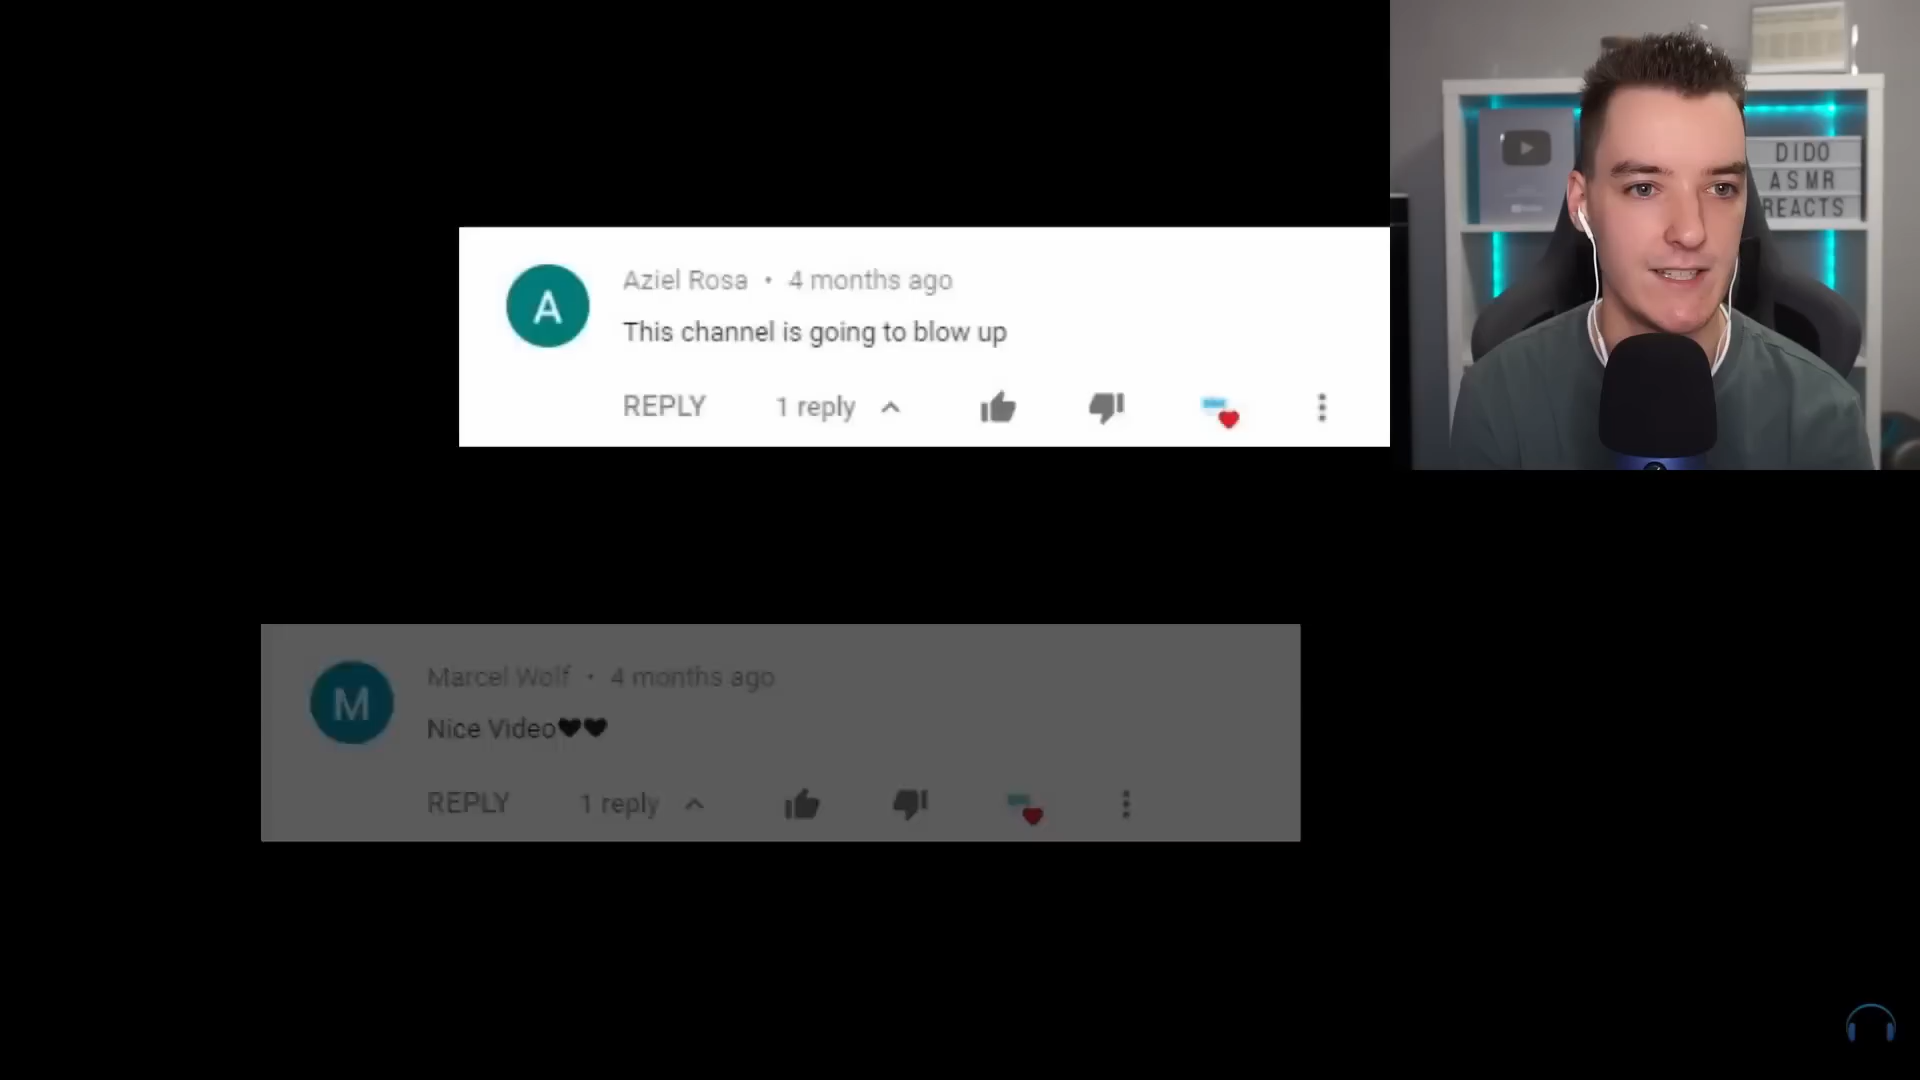 Aziel Rosa • 4 months ago
This channel is going to blow up
REPLY 1 reply
DIDO
ASMR
REACTS
Marcel Wolf • 4 months ago
Nice Video🖤🖤
REPLY 1 reply
A
M